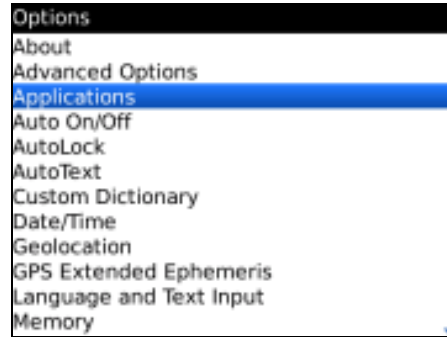 Options
About
Advanced Options
Applications
Auto On/Off
AutoLock
AutoText
Custom Dictionary
Date/Time
Geolocation
GPS Extended Ephemeris
Language and Text Input
Memory